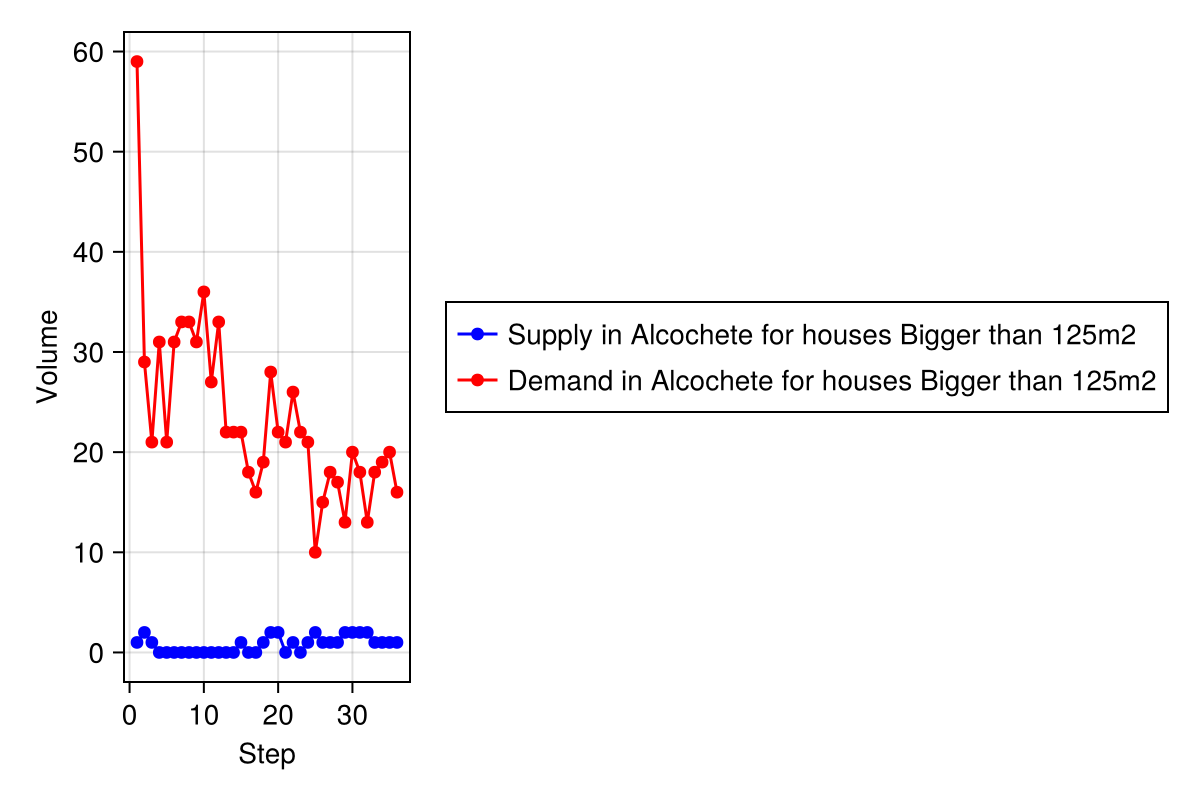 60
50
40
30
20
10
0
Volume
0 10 20 30
Step
Supply in Alcochete for houses Bigger than 125m2
Demand in Alcochete for houses Bigger than 125m2